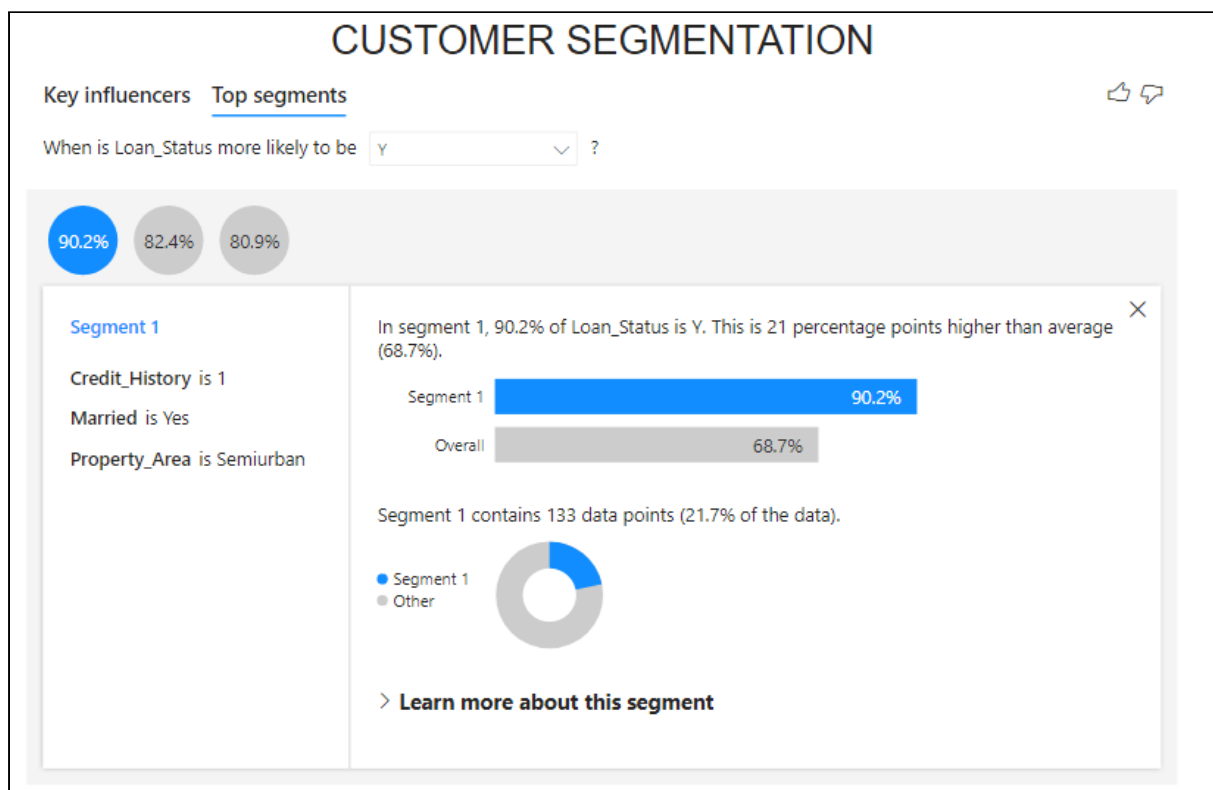 CUSTOMER SEGMENTATION
Key influencers Top segments
When is Loan_Status more likely to be Y ?
90.2% 82.4% 80.9%
Segment 1
Credit_History is 1
Married is Yes
Property_Area is Semiurban
In segment 1, 90.2% of Loan_Status is Y. This is 21 percentage points higher than average
(68.7%).
Segment 1 90.2%
Overall 68.7%
Segment 1 contains 133 data points (21.7% of the data).
Segment 1
Other
Learn more about this segment